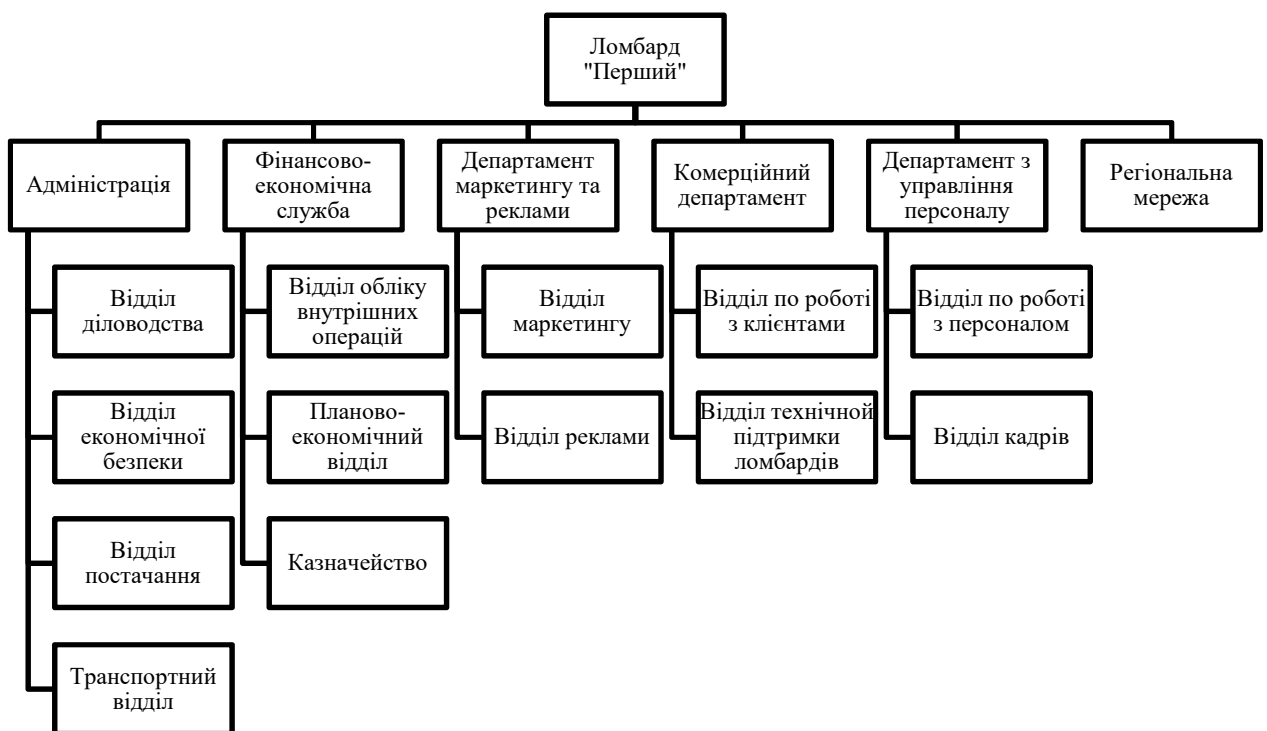 Ломбард
"Перший"
Адміністрація
Фінансово-
економічна
служба
Департамент
маркетингу та
реклами
Комерційний
департамент
Департамент з
управління
персоналу
Регіональна
мережа
Відділ
діловодства
Відділ обліку
внутрішних
операцій
Відділ
маркетингу
Відділ по роботі
з клієнтами
Відділ по роботі
з персоналом
Відділ
економічної
безпеки
Планово-
економічний
відділ
Відділ реклами
Відділ технічної
підтримки
ломбардів
Відділ кадрів
Відділ
постачання
Казначейство
Транспортний
відділ